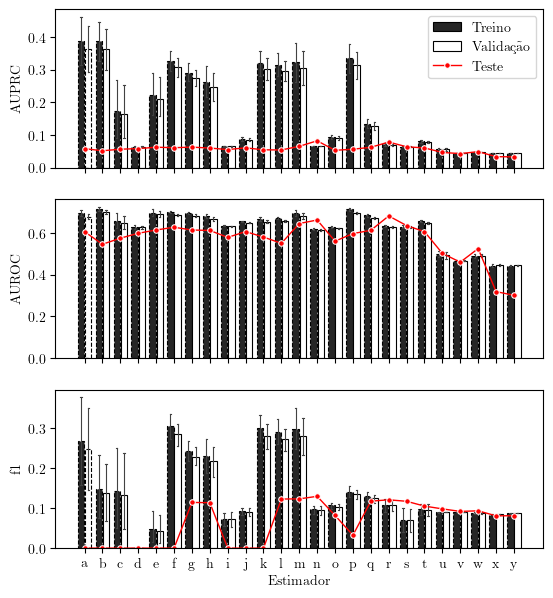 AUPRC
0.4
0.3
0.2
0.1
0.0
Treino
Validação
Teste
AUROC
0.6
0.4
0.2
0.0
f1
0.3
0.2
0.1
0.0
a b c d e f g h i j k l m n o p q r s t u v w x y
Estimador